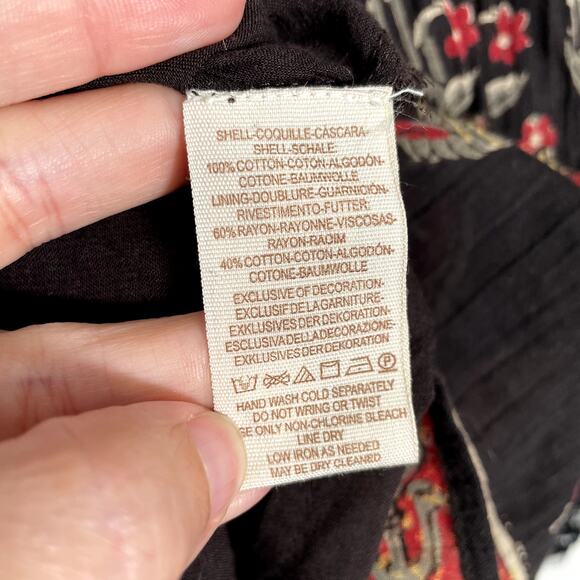 SHELL-COQUILLE-CÁSCARA-
SHELL-SCHALE:
100% COTTON-COTON-ALGODÓN-
COTONE-BAUMWOLLE
LINING-DOUBLURE-GUARNICIÓN-
RIVESTIMENTO-FUTTER:
60% RAYON-RAYONNE-VISCOSAS-
RAYON-RACIM
40% COTTON-COTON-ALGODÓN-
COTONE-BAUMWOLLE
EXCLUSIVE OF DECORATION-
EXCLUSIF DE LA GARNITURE-
EXKLUSIVES DER DEKORATION-
ESCLUSIVA DELLA DECORAZIONE-
EXKLUSIVES DER DEKORATION
HAND WASH COLD SEPARATELY
DO NOT WRING OR TWIST
USE ONLY NON-CHLORINE BLEACH
LINE DRY
LOW IRON AS NEEDED
MAY BE DRY CLEANED